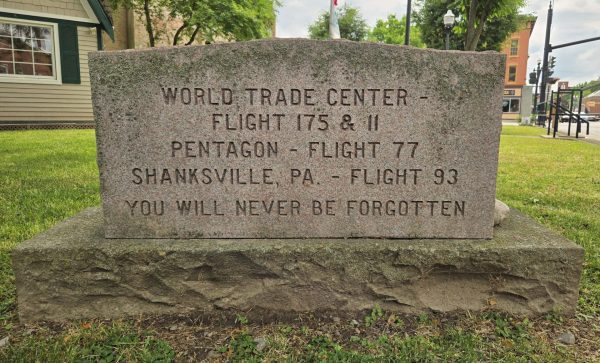 WORLD TRADE CENTER -
FLIGHT 175 & 11
PENTAGON - FLIGHT 77
SHANKSVILLE, PA. - FLIGHT 93
YOU WILL NEVER BE FORGOTTEN